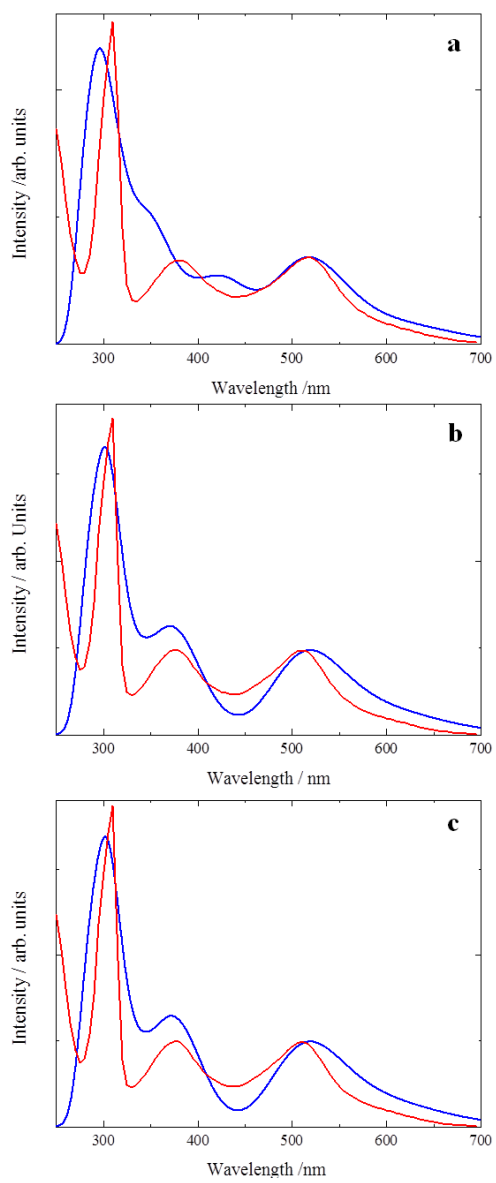 a
Intensity /arb. units
300 400 500 600 700
Wavelength /nm
b
Intensity / arb. Units
300 400 500 600 700
Wavelength / nm
c
Intensity / arb. units
300 400 500 600 700
Wavelength /nm